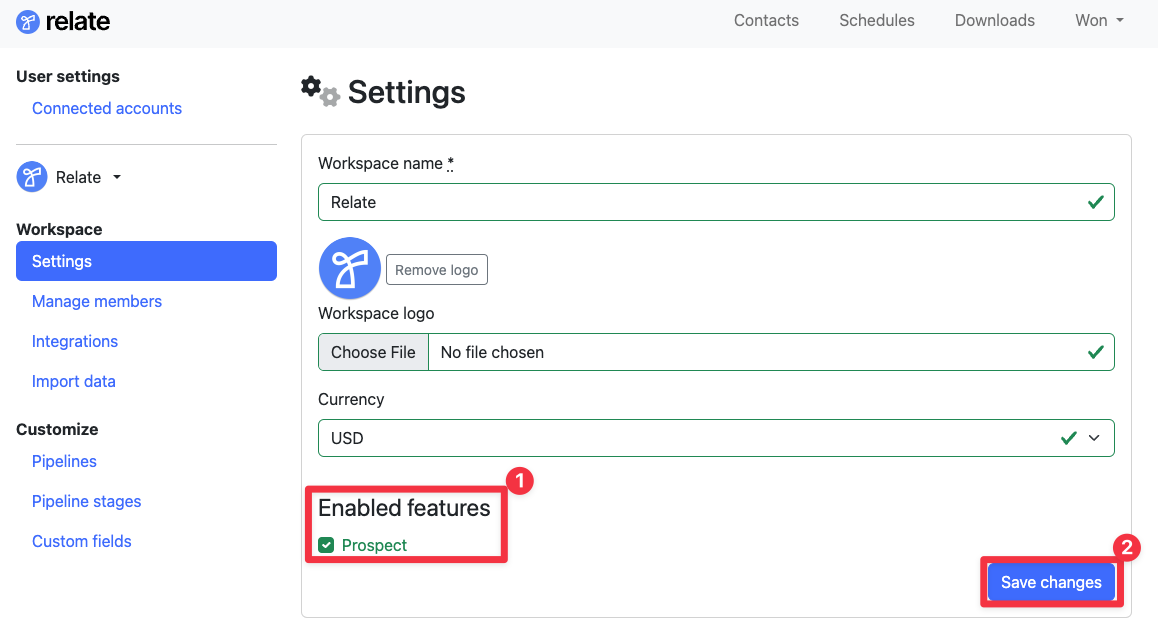 relate
Contacts Schedules Downloads Won
User settings
Connected accounts
Relate
Workspace
Settings
Manage members
Integrations
Import data
Customize
Pipelines
Pipeline stages
Custom fields
Settings
Workspace name *
Relate
Remove logo
Workspace logo
Choose File No file chosen
Currency
USD
1
Enabled features
Prospect
2
Save changes